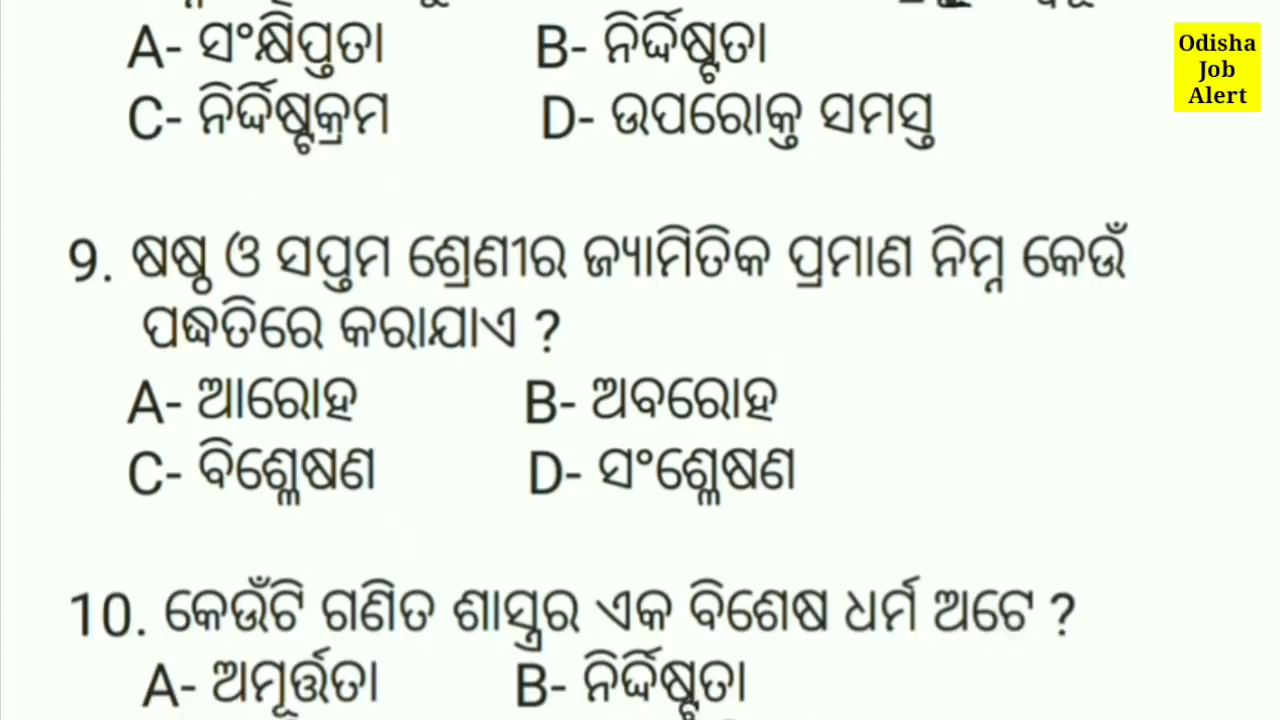 A- ସଂକ୍ଷିପ୍ତତା B- ନିର୍ଦ୍ଦିଷ୍ଟତା
C- ନିର୍ଦ୍ଦିଷ୍ଟକ୍ରମ D- ଉପରୋକ୍ତ ସମସ୍ତ
9. ଷଷ୍ଠ ଓ ସପ୍ତମ ଶ୍ରେଣୀର ଜ୍ୟାମିତିକ ପ୍ରମାଣ ନିମ୍ନ କେଉଁ
ପଦ୍ଧତିରେ କରାଯାଏ ?
A- ଆରୋହ B- ଅବରୋହ
C- ବିଶ୍ଳେଷଣ D- ସଂଶ୍ଳେଷଣ
10. କେଉଁଟି ଗଣିତ ଶାସ୍ତ୍ରର ଏକ ବିଶେଷ ଧର୍ମ ଅଟେ ?
A- ଅମୂର୍ତ୍ତତା B- ନିର୍ଦ୍ଦିଷ୍ଟତା
Odisha
Job
Alert